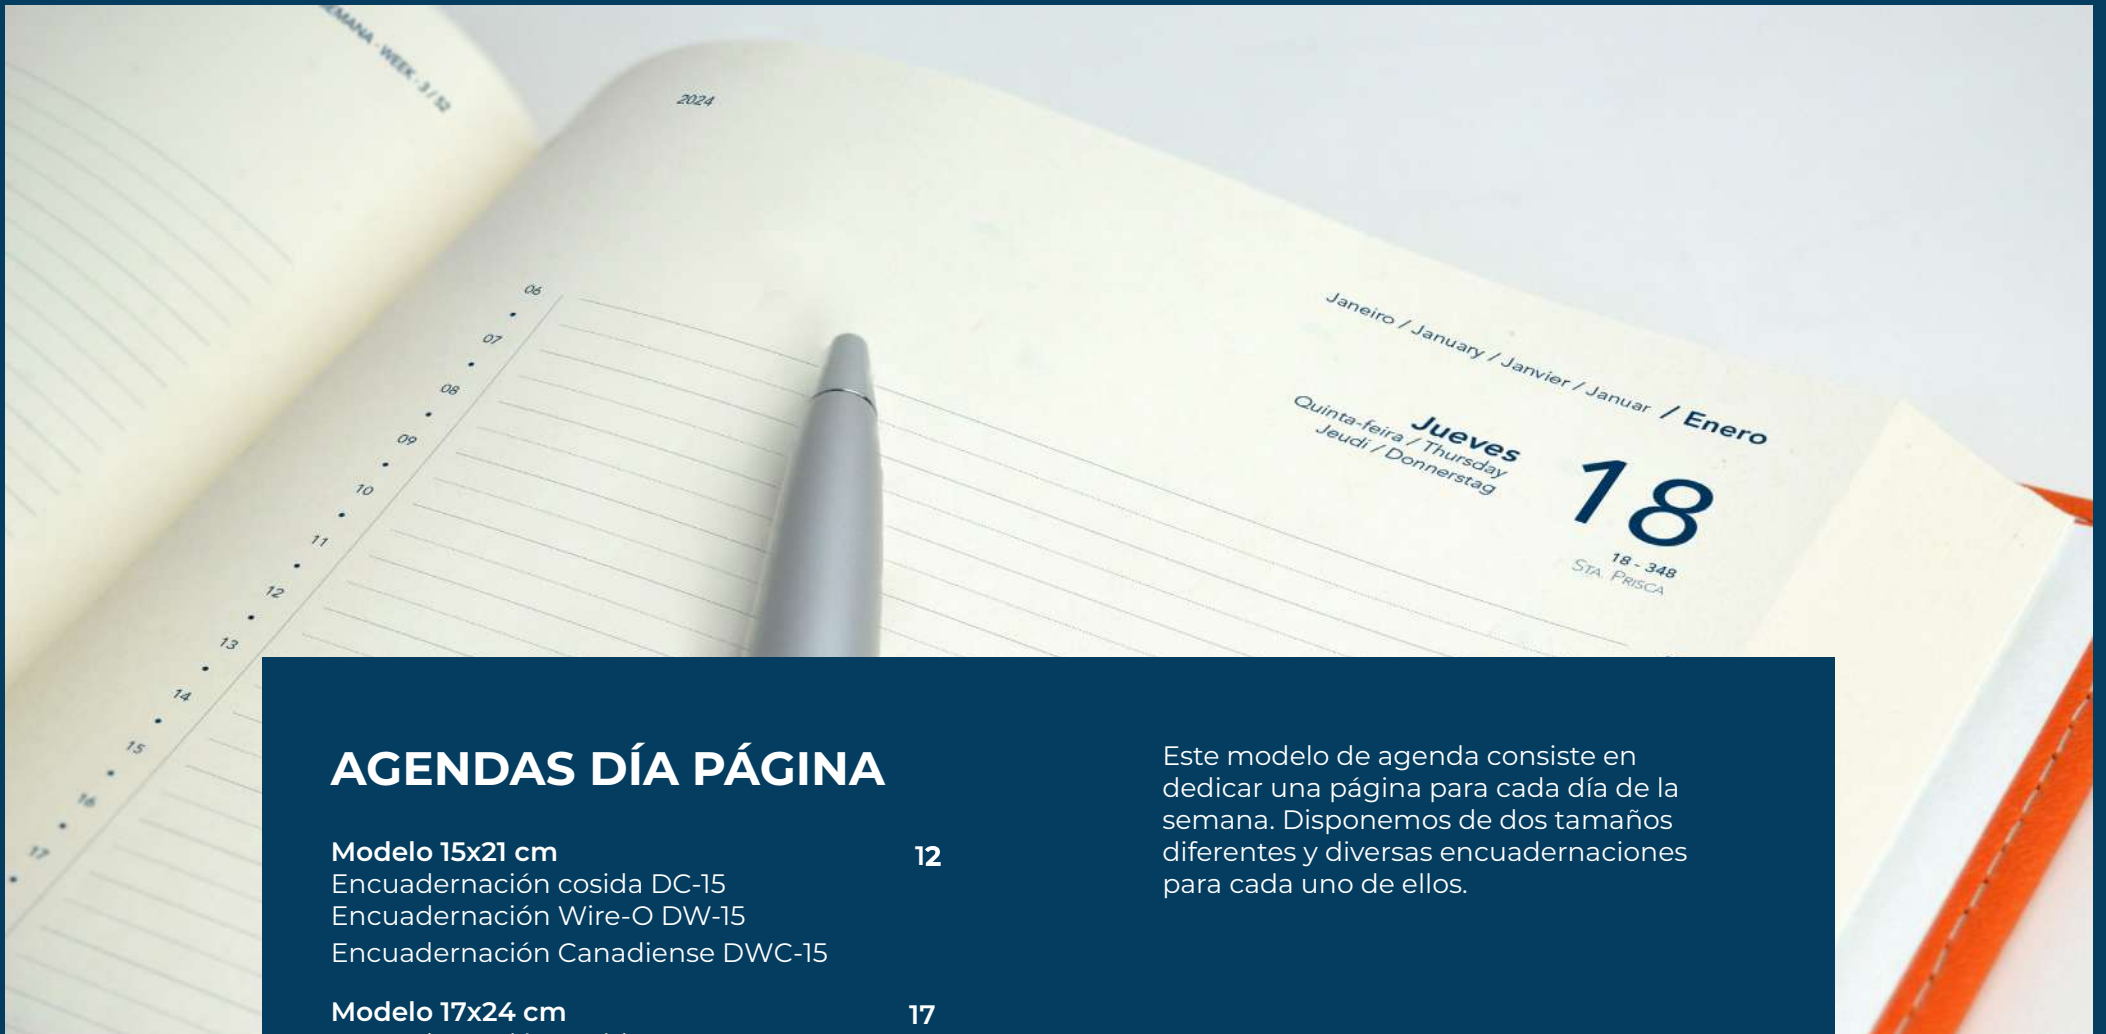 SEMANA · WEEK · 3 / 52
2024
Janeiro / January / Janvier / Januar / Enero
Jueves
Quinta-feira / Thursday
Jeudi / Donnerstag
18
18 - 348
STA. PRISCA
06
07
08
09
10
11
12
13
14
15
16
17
AGENDAS DÍA PÁGINA
Modelo 15x21 cm 12
Encuadernación cosida DC-15
Encuadernación Wire-O DW-15
Encuadernación Canadiense DWC-15
Modelo 17x24 cm 17
Este modelo de agenda consiste en
dedicar una página para cada día de la
semana. Disponemos de dos tamaños
diferentes y diversas encuadernaciones
para cada uno de ellos.